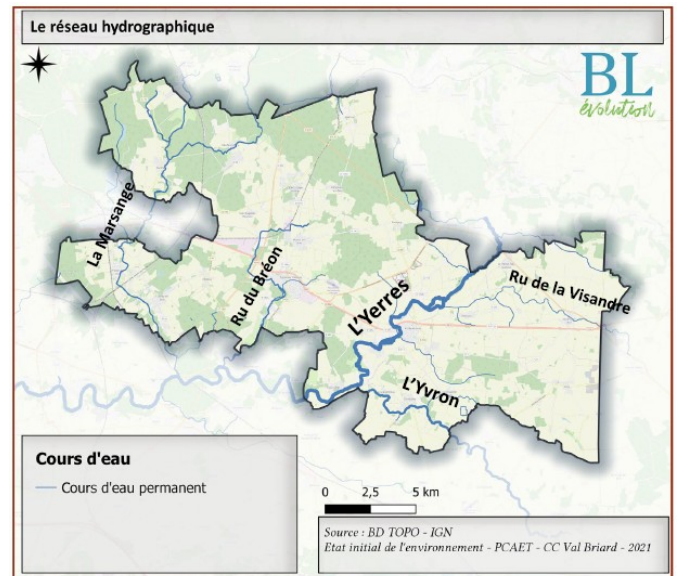 Le réseau hydrographique
BL
évolution
La Marsange
Ru du Bréon
L'Yerres
Ru de la Visandre
L'Yvron
Cours d'eau
Cours d'eau permanent
0 2,5 5 km
Source : BD TOPO - IGN
Etat initial de l'environnement - PCAET - CC Val Briard - 2021